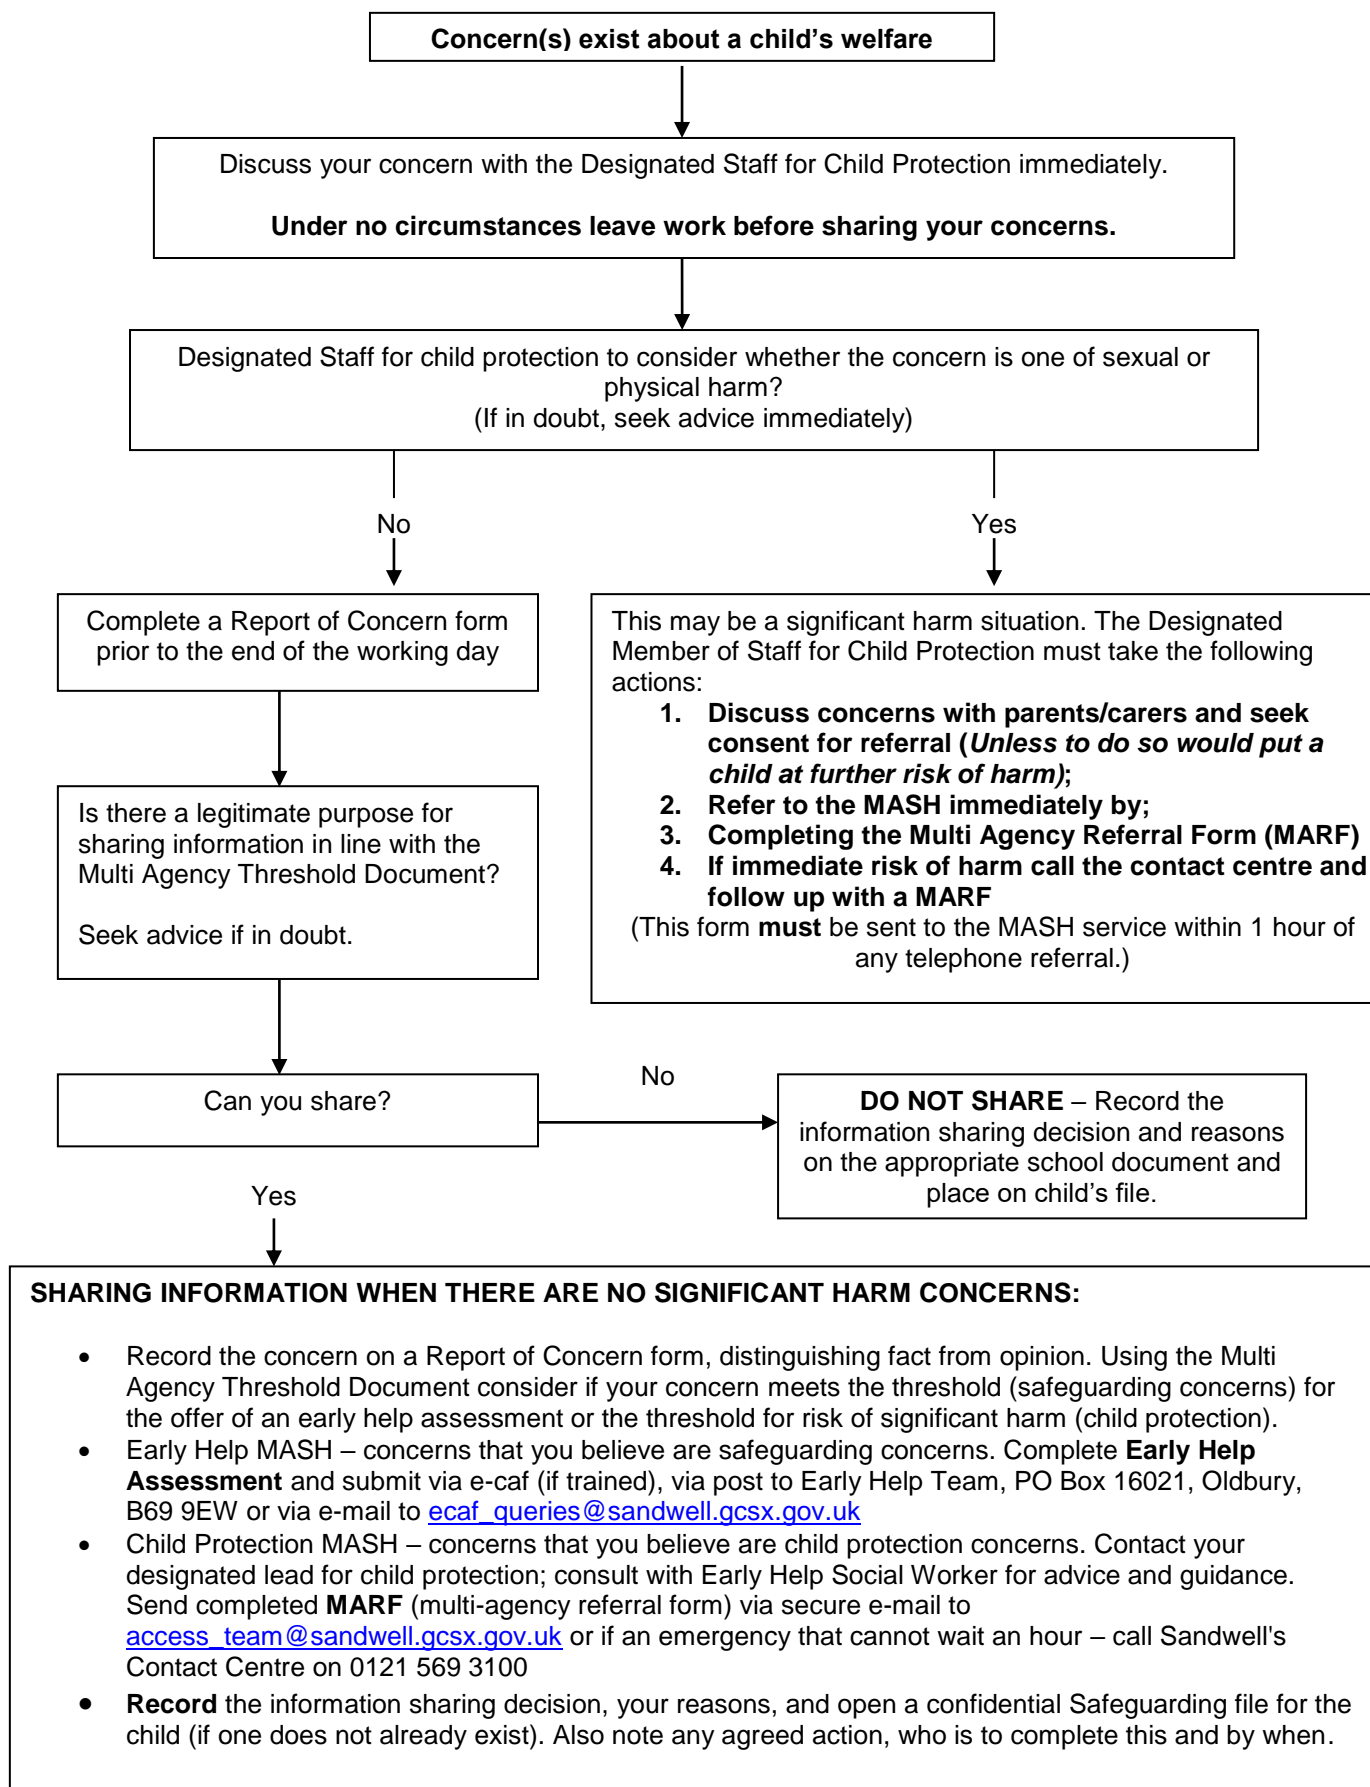 Concern(s) exist about a child's welfare
Discuss your concern with the Designated Staff for Child Protection immediately.
Under no circumstances leave work before sharing your concerns.
Designated Staff for child protection to consider whether the concern is one of sexual or
physical harm?
(If in doubt, seek advice immediately)
No
Yes
Complete a Report of Concern form
prior to the end of the working day
This may be a significant harm situation. The Designated
Member of Staff for Child Protection must take the following
actions:
1. Discuss concerns with parents/carers and seek
consent for referral (Unless to do so would put a
child at further risk of harm);
2. Refer to the MASH immediately by;
3. Completing the Multi Agency Referral Form (MARF)
4. If immediate risk of harm call the contact centre and
follow up with a MARF
(This form must be sent to the MASH service within 1 hour of
any telephone referral.)
Is there a legitimate purpose for
sharing information in line with the
Multi Agency Threshold Document?
Seek advice if in doubt.
Can you share?
No
DO NOT SHARE – Record the
information sharing decision and reasons
on the appropriate school document and
place on child's file.
Yes
SHARING INFORMATION WHEN THERE ARE NO SIGNIFICANT HARM CONCERNS:
• Record the concern on a Report of Concern form, distinguishing fact from opinion. Using the Multi
Agency Threshold Document consider if your concern meets the threshold (safeguarding concerns) for
the offer of an early help assessment or the threshold for risk of significant harm (child protection).
• Early Help MASH – concerns that you believe are safeguarding concerns. Complete Early Help
Assessment and submit via e-caf (if trained), via post to Early Help Team, PO Box 16021, Oldbury,
B69 9EW or via e-mail to ecaf_queries@sandwell.gcsx.gov.uk
• Child Protection MASH – concerns that you believe are child protection concerns. Contact your
designated lead for child protection; consult with Early Help Social Worker for advice and guidance.
Send completed MARF (multi-agency referral form) via secure e-mail to
access_team@sandwell.gcsx.gov.uk or if an emergency that cannot wait an hour – call Sandwell's
Contact Centre on 0121 569 3100
• Record the information sharing decision, your reasons, and open a confidential Safeguarding file for the
child (if one does not already exist). Also note any agreed action, who is to complete this and by when.